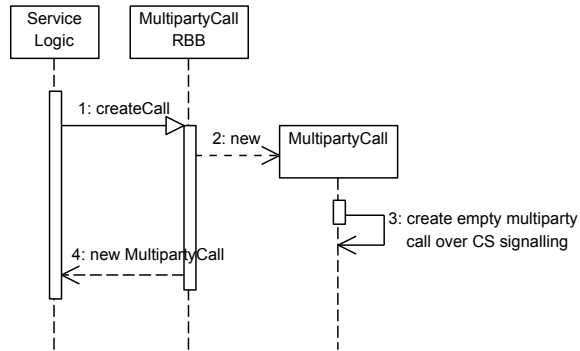 Service
Logic
MultipartyCall
RBB
1: createCall
2: new
MultipartyCall
3: create empty multiparty
call over CS signalling
4: new MultipartyCall